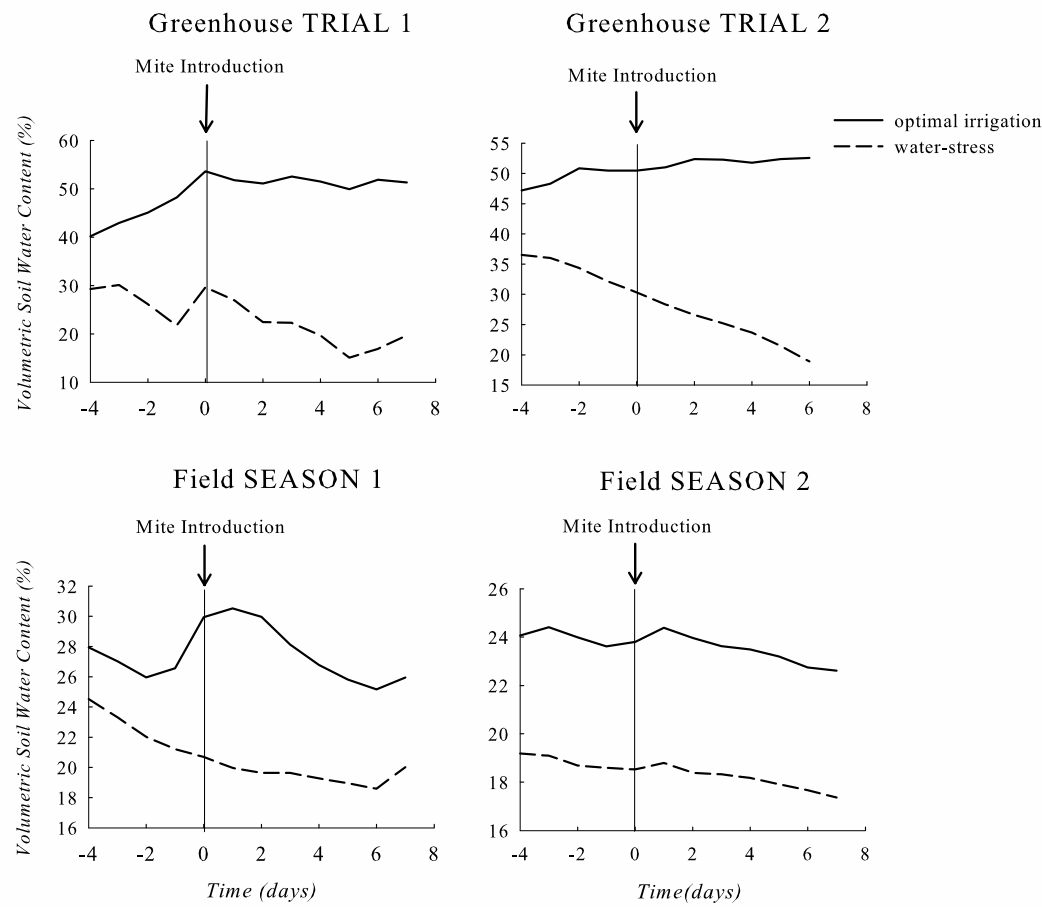 Greenhouse TRIAL 1
Greenhouse TRIAL 2
Mite Introduction
Mite Introduction
optimal irrigation
water-stress
Volumetric Soil Water Content (%)
60
50
40
30
20
10
-4 -2 0 2 4 6 8
55
50
45
40
35
30
25
20
15
-4 -2 0 2 4 6 8
Field SEASON 1
Field SEASON 2
Mite Introduction
Mite Introduction
Volumetric Soil Water Content (%)
32
30
28
26
24
22
20
18
16
-4 -2 0 2 4 6 8
Time (days)
26
24
22
20
18
16
-4 -2 0 2 4 6 8
Time(days)